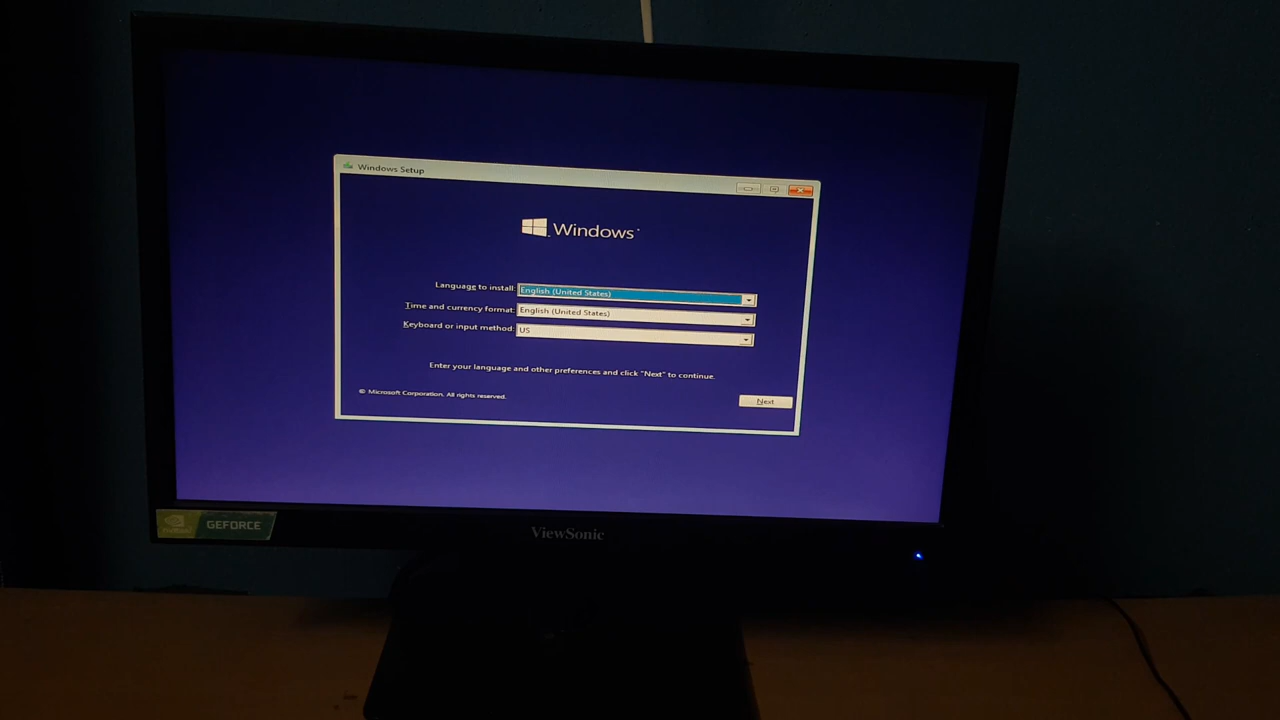 Windows Setup
Windows
Language to install: English (United States)
Time and currency format: English (United States)
Keyboard or input method: US
Enter your language and other preferences and click "Next" to continue.
© Microsoft Corporation. All rights reserved.
Next
GEFORCE
ViewSonic